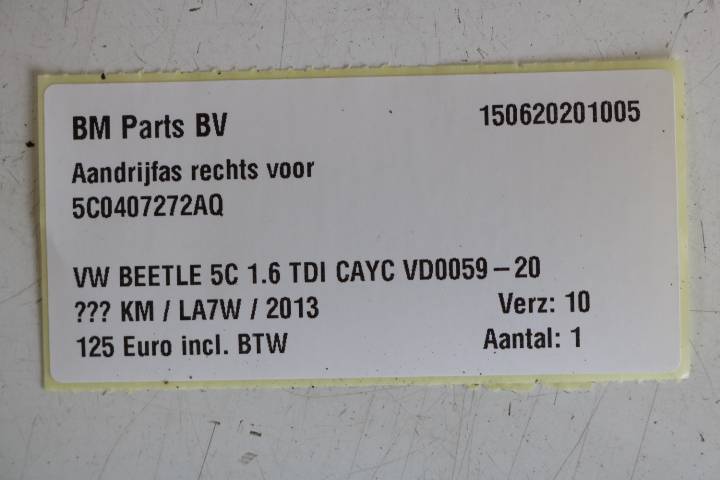 BM Parts BV 150620201005
Aandrijfas rechts voor
5C0407272AQ
VW BEETLE 5C 1.6 TDI CAYC VD0059-20
??? KM / LA7W / 2013 Verz: 10
125 Euro incl. BTW Aantal: 1